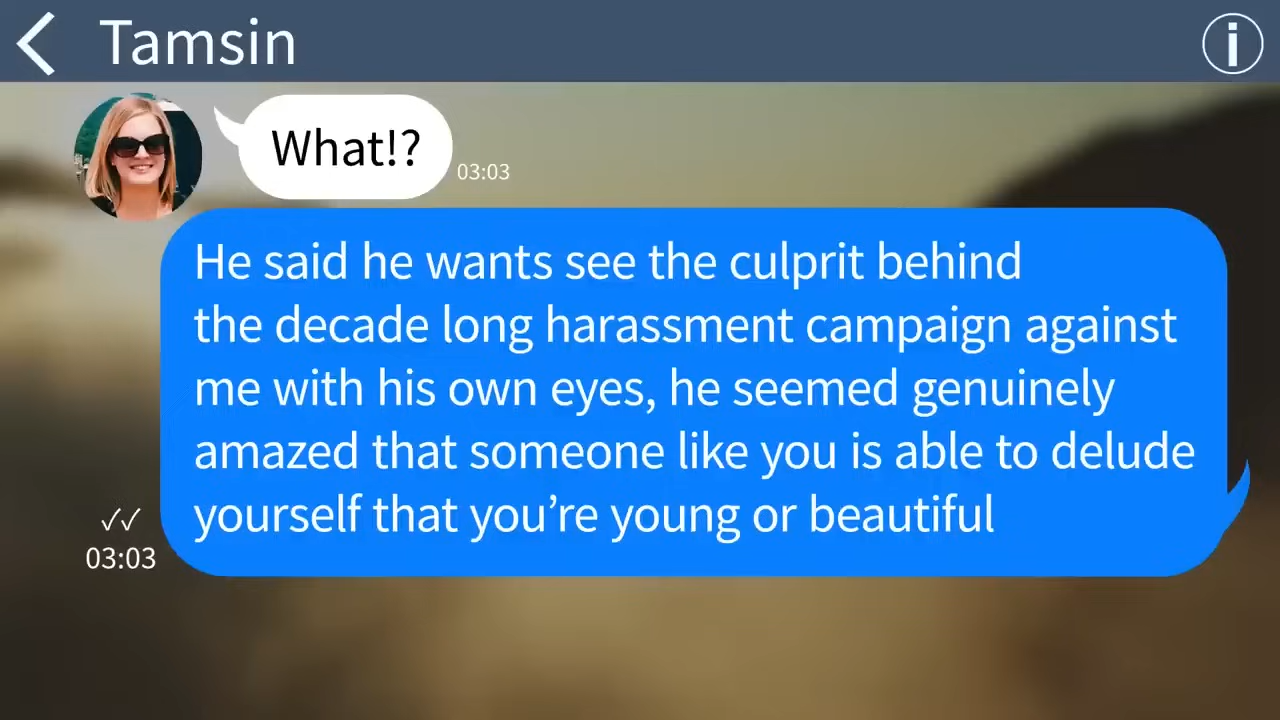 Tamsin
What!?
03:03
He said he wants see the culprit behind
the decade long harassment campaign against
me with his own eyes, he seemed genuinely
amazed that someone like you is able to delude
yourself that you’re young or beautiful
03:03